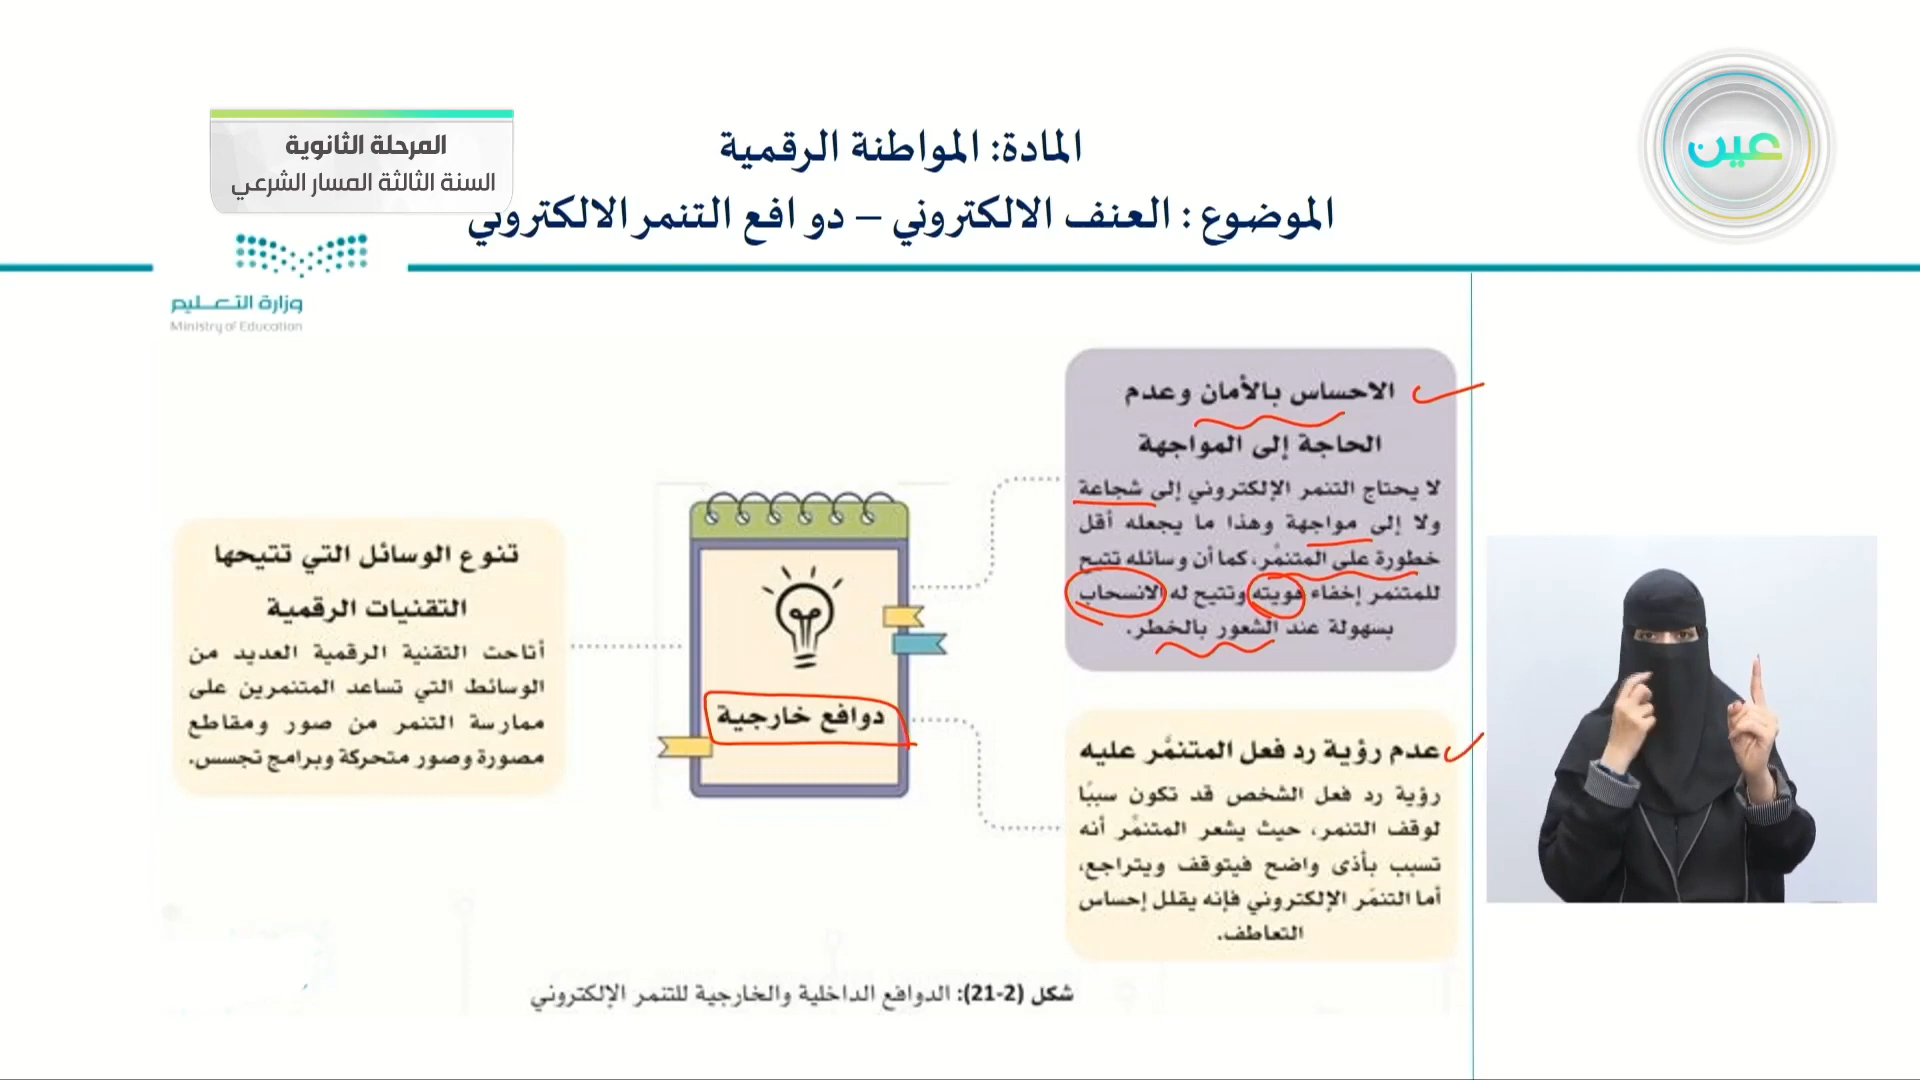 عين
المرحلة الثانوية
السنة الثالثة المسار الشرعي
المادة: المواطنة الرقمية
الموضوع : العنف الالكتروني – دوافع التنمر الالكتروني
وزارة التعليم
Ministry of Education
الاحساس بالأمان وعدم
الحاجة إلى المواجهة
لا يحتاج التنمر الإلكتروني إلى شجاعة
ولا إلى مواجهة وهذا ما يجعله أقل
خطورة على المتنمِّر، كما أن وسائله تتيح
للمتنمر إخفاء هويته وتتيح له الانسحاب
بسهولة عند الشعور بالخطر.
دوافع خارجية
تنوع الوسائل التي تتيحها
التقنيات الرقمية
أتاحت التقنية الرقمية العديد من
الوسائط التي تساعد المتنمرين على
ممارسة التنمر من صور ومقاطع
مصورة وصور متحركة وبرامج تجسس.
عدم رؤية رد فعل المتنمَّر عليه
رؤية رد فعل الشخص قد تكون سببًا
لوقف التنمر، حيث يشعر المتنمِّر أنه
تسبب بأذى واضح فيتوقف ويتراجع،
أما التنمّر الإلكتروني فإنه يقلل إحساس
التعاطف.
شكل (2-21): الدوافع الداخلية والخارجية للتنمر الإلكتروني